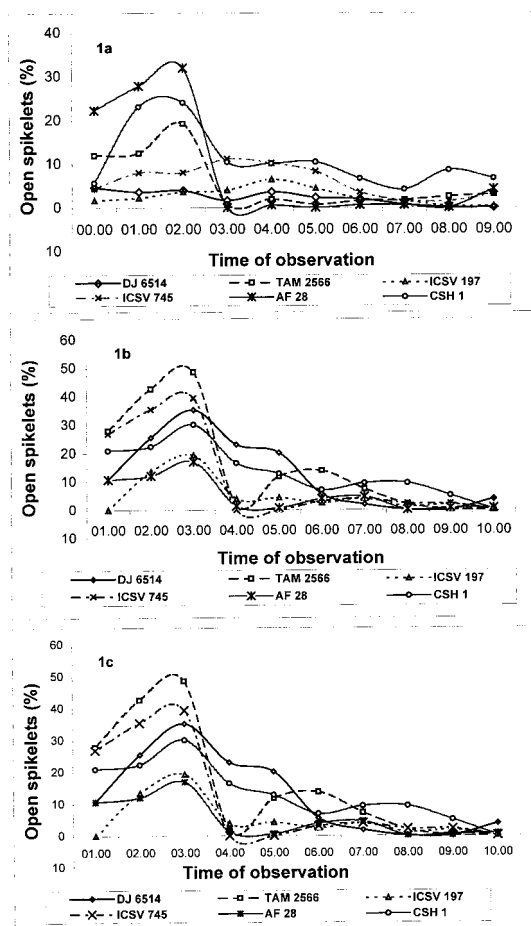 1a
Open spikelets (%)
40
30
20
10
0
10
00.00 01.00 02.00 03.00 04.00 05.00 06.00 07.00 08.00 09.00
Time of observation
DJ 6514 TAM 2566 ICSV 197
ICSV 745 AF 28 CSH 1
1b
Open spikelets (%)
60
50
40
30
20
10
0
10
01.00 02.00 03.00 04.00 05.00 06.00 07.00 08.00 09.00 10.00
Time of observation
DJ 6514 TAM 2566 ICSV 197
ICSV 745 AF 28 CSH 1
1c
Open spikelets (%)
60
50
40
30
20
10
0
10
01.00 02.00 03.00 04.00 05.00 06.00 07.00 08.00 09.00 10.00
Time of observation
DJ 6514 TAM 2566 ICSV 197
ICSV 745 AF 28 CSH 1